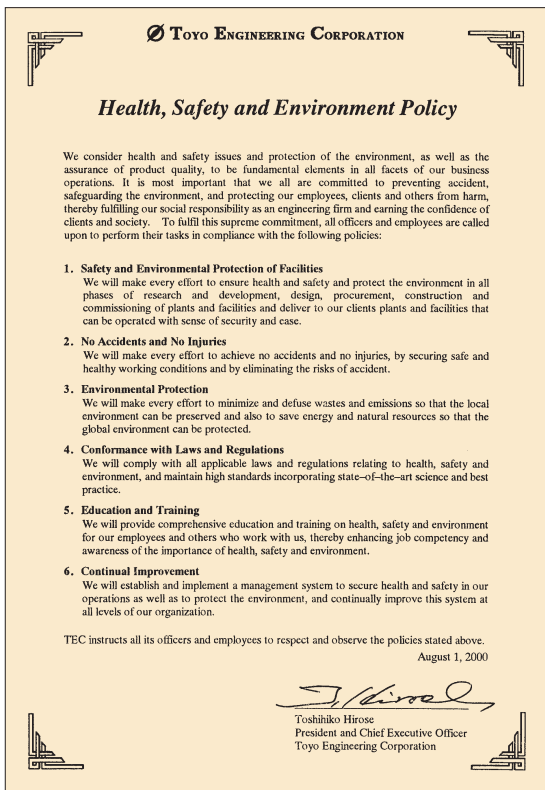 TOYO ENGINEERING CORPORATION
Health, Safety and Environment Policy
We consider health and safety issues and protection of the environment, as well as the
assurance of product quality, to be fundamental elements in all facets of our business
operations. It is most important that we all are committed to preventing accident,
safeguarding the environment, and protecting our employees, clients and others from harm,
thereby fulfilling our social responsibility as an engineering firm and earning the confidence of
clients and society. To fulfil this supreme commitment, all officers and employees are called
upon to perform their tasks in compliance with the following policies:
1. Safety and Environmental Protection of Facilities
We will make every effort to ensure health and safety and protect the environment in all
phases of research and development, design, procurement, construction and
commissioning of plants and facilities and deliver to our clients plants and facilities that
can be operated with sense of security and ease.
2. No Accidents and No Injuries
We will make every effort to achieve no accidents and no injuries, by securing safe and
healthy working conditions and by eliminating the risks of accident.
3. Environmental Protection
We will make every effort to minimize and defuse wastes and emissions so that the local
environment can be preserved and also to save energy and natural resources so that the
global environment can be protected.
4. Conformance with Laws and Regulations
We will comply with all applicable laws and regulations relating to health, safety and
environment, and maintain high standards incorporating state–of–the–art science and best
practice.
5. Education and Training
We will provide comprehensive education and training on health, safety and environment
for our employees and others who work with us, thereby enhancing job competency and
awareness of the importance of health, safety and environment.
6. Continual Improvement
We will establish and implement a management system to secure health and safety in our
operations as well as to protect the environment, and continually improve this system at
all levels of our organization.
TEC instructs all its officers and employees to respect and observe the policies stated above.
August 1, 2000
T. Hirose
Toshihiko Hirose
President and Chief Executive Officer
Toyo Engineering Corporation